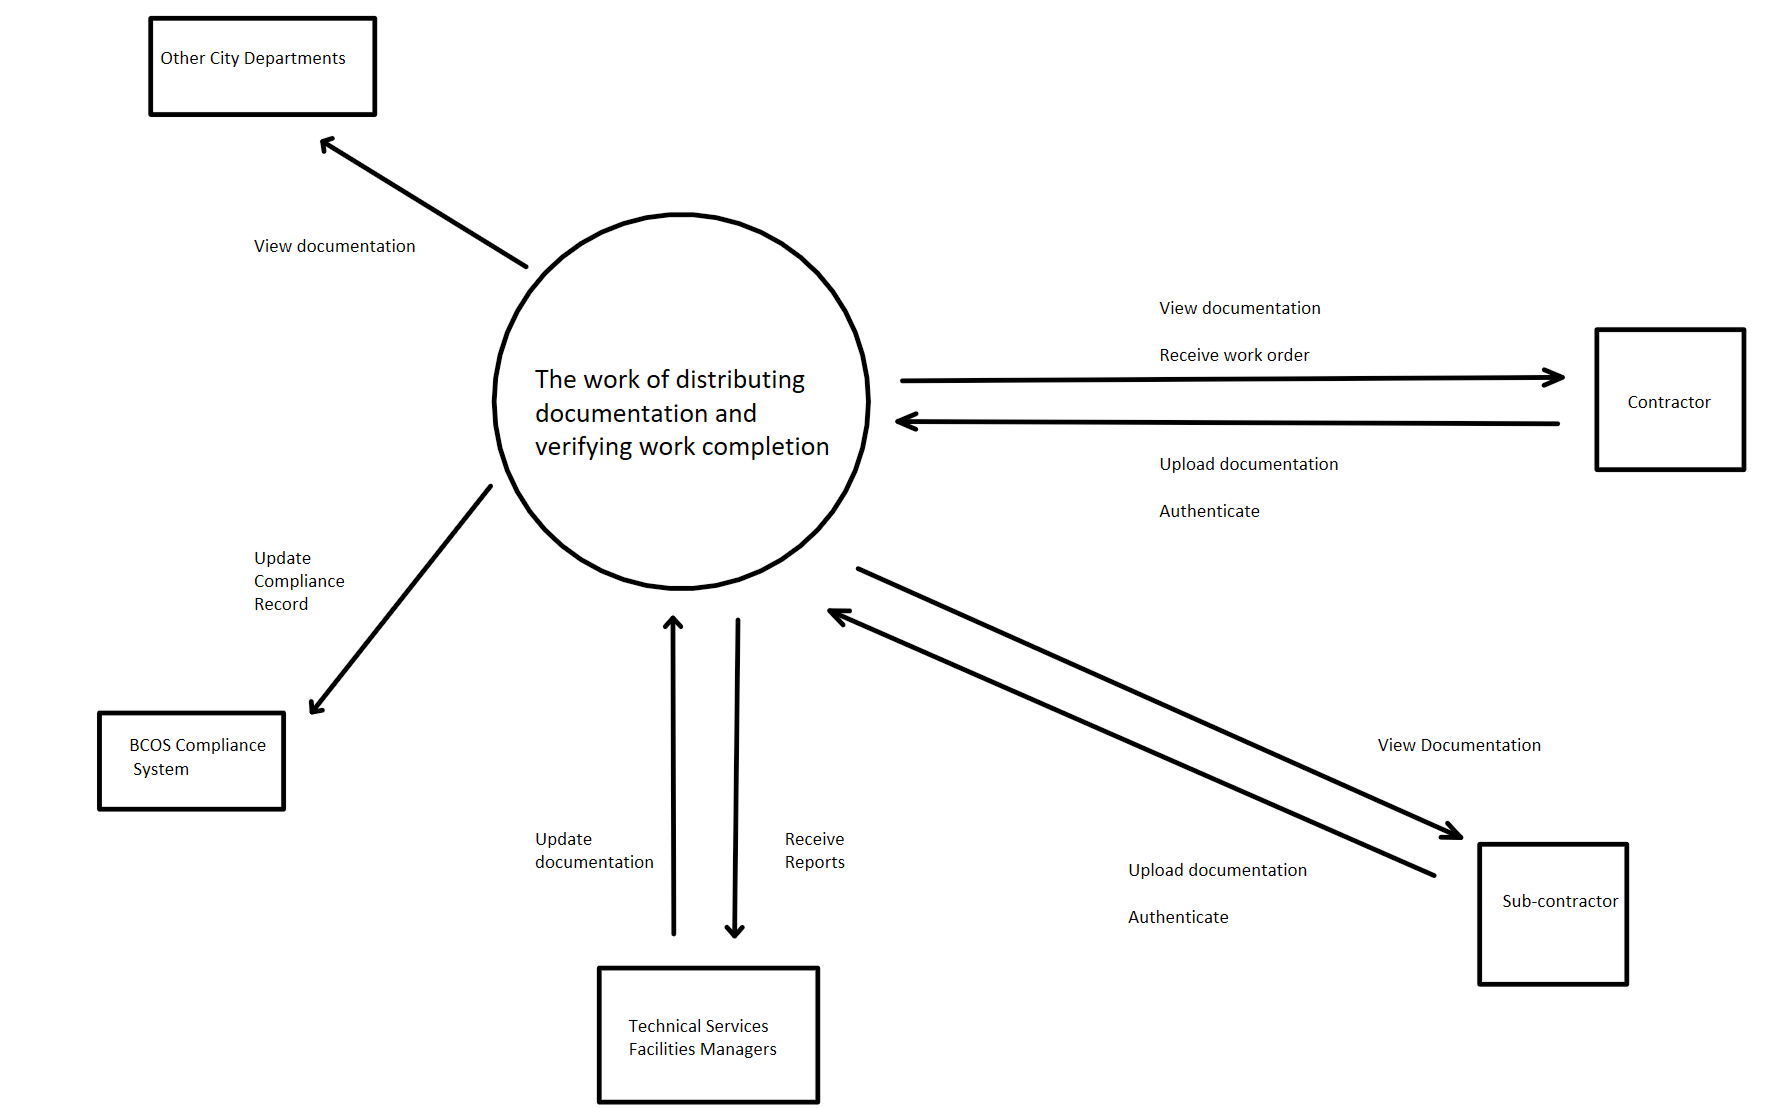 Other City Departments
View documentation
The work of distributing
documentation and
verifying work completion
View documentation
Receive work order
Contractor
Upload documentation
Authenticate
Update
Compliance
Record
BCOS Compliance
System
Update
documentation
Receive
Reports
View Documentation
Upload documentation
Authenticate
Sub-contractor
Technical Services
Facilities Managers